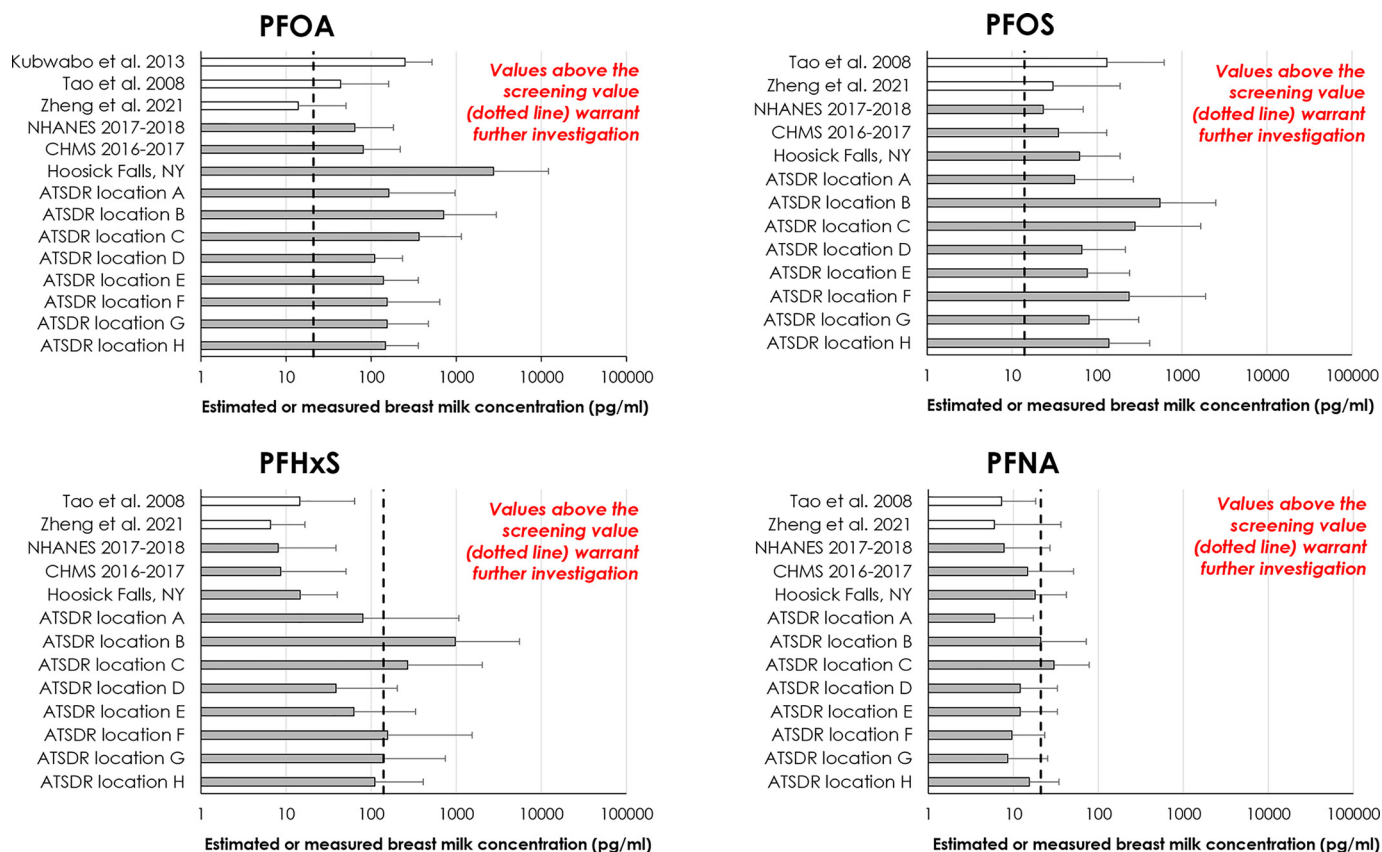 PFOA
Kubwabo et al. 2013
Tao et al. 2008
Zheng et al. 2021
NHANES 2017-2018
CHMS 2016-2017
Hoosick Falls, NY
ATSDR location A
ATSDR location B
ATSDR location C
ATSDR location D
ATSDR location E
ATSDR location F
ATSDR location G
ATSDR location H
Values above the
screening value
(dotted line) warrant
further investigation
1 10 100 1000 10000 100000
Estimated or measured breast milk concentration (pg/ml)
PFOS
Tao et al. 2008
Zheng et al. 2021
NHANES 2017-2018
CHMS 2016-2017
Hoosick Falls, NY
ATSDR location A
ATSDR location B
ATSDR location C
ATSDR location D
ATSDR location E
ATSDR location F
ATSDR location G
ATSDR location H
Values above the
screening value
(dotted line) warrant
further investigation
1 10 100 1000 10000 100000
Estimated or measured breast milk concentration (pg/ml)
PFHxS
Tao et al. 2008
Zheng et al. 2021
NHANES 2017-2018
CHMS 2016-2017
Hoosick Falls, NY
ATSDR location A
ATSDR location B
ATSDR location C
ATSDR location D
ATSDR location E
ATSDR location F
ATSDR location G
ATSDR location H
Values above the
screening value
(dotted line) warrant
further investigation
1 10 100 1000 10000 100000
Estimated or measured breast milk concentration (pg/ml)
PFNA
Tao et al. 2008
Zheng et al. 2021
NHANES 2017-2018
CHMS 2016-2017
Hoosick Falls, NY
ATSDR location A
ATSDR location B
ATSDR location C
ATSDR location D
ATSDR location E
ATSDR location F
ATSDR location G
ATSDR location H
Values above the
screening value
(dotted line) warrant
further investigation
1 10 100 1000 10000 100000
Estimated or measured breast milk concentration (pg/ml)